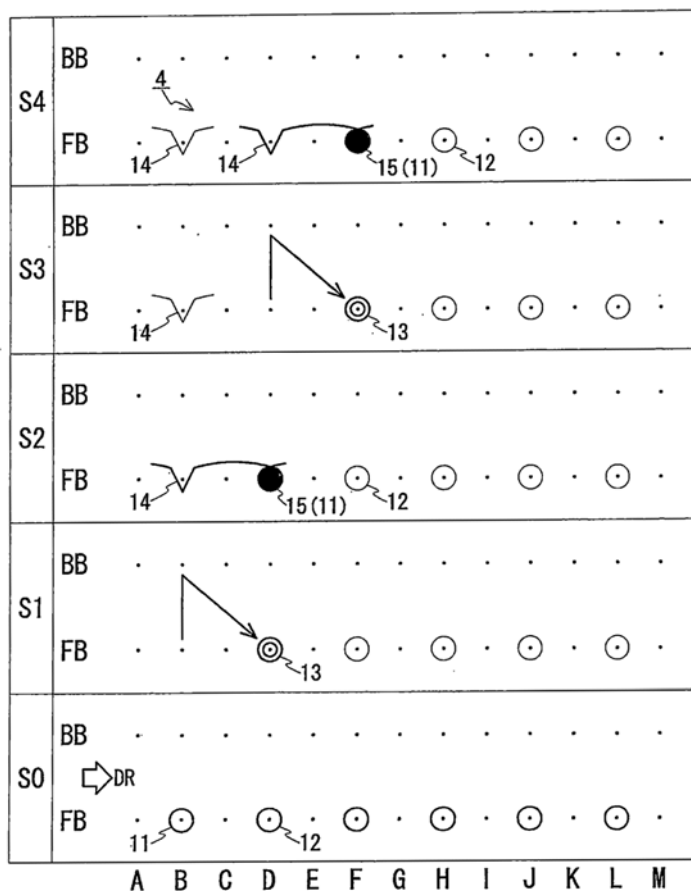 BB
4
S4
FB
14
14
15(11)
12
BB
S3
FB
14
13
BB
S2
FB
14
15(11)
12
BB
S1
FB
13
BB
S0
DR
FB
11
12
A B C D E F G H I J K L M